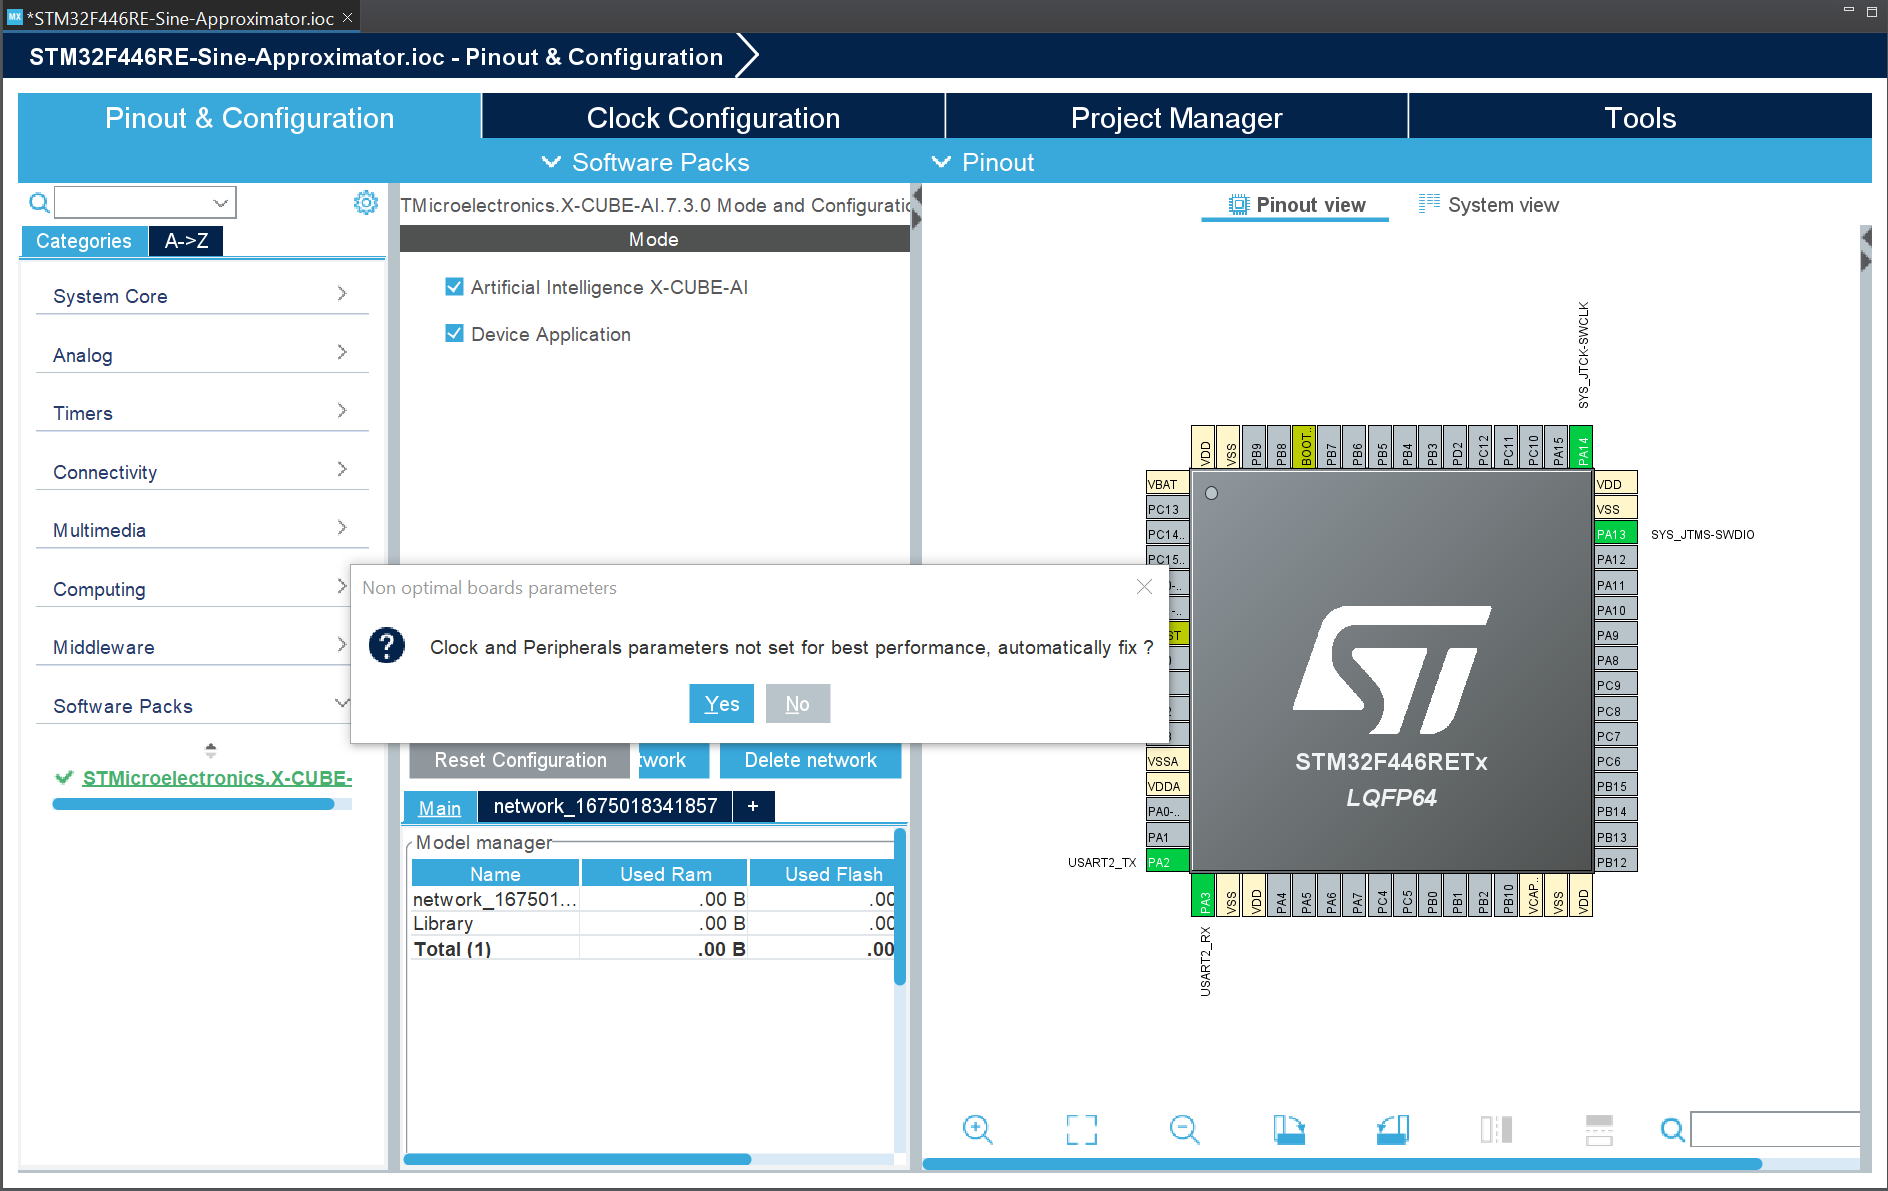 *STM32F446RE-Sine-Approximator.ioc
STM32F446RE-Sine-Approximator.ioc - Pinout & Configuration
Pinout & Configuration
Clock Configuration
Project Manager
Tools
Software Packs
Pinout
Categories
A->Z
System Core
Analog
Timers
Connectivity
Multimedia
Computing
Middleware
Software Packs
STMicroelectronics.X-CUBE-
TMicroelectronics.X-CUBE-AI.7.3.0 Mode and Configuratio
Mode
Artificial Intelligence X-CUBE-AI
Device Application
Non optimal boards parameters
Clock and Peripherals parameters not set for best performance, automatically fix ?
Yes
No
Reset Configuration
twork
Delete network
Main
network_1675018341857
+
Model manager
Name Used Ram Used Flash
network_167501... .00 B .00
Library .00 B .00
Total (1) .00 B .00
Pinout view
System view
SYS_JTCK-SWCLK
VDD
VSS
PB9
PB8
BOOT..
PB7
PB6
PB5
PB4
PB3
PD2
PC12
PC11
PC10
PA15
PA14
VBAT
PC13
PC14..
PC15..
0-..
-..
ST
VSSA
VDDA
PA0-..
PA1
USART2_TX
PA2
VDD
VSS
PA13
SYS_JTMS-SWDIO
PA12
PA11
PA10
PA9
PA8
PC9
PC8
PC7
PC6
PB15
PB14
PB13
PB12
ST
STM32F446RETx
LQFP64
PA3
VSS
VDD
PA4
PA5
PA6
PA7
PC4
PC5
PB0
PB1
PB2
PB10
VCAP..
VSS
VDD
USART2_RX